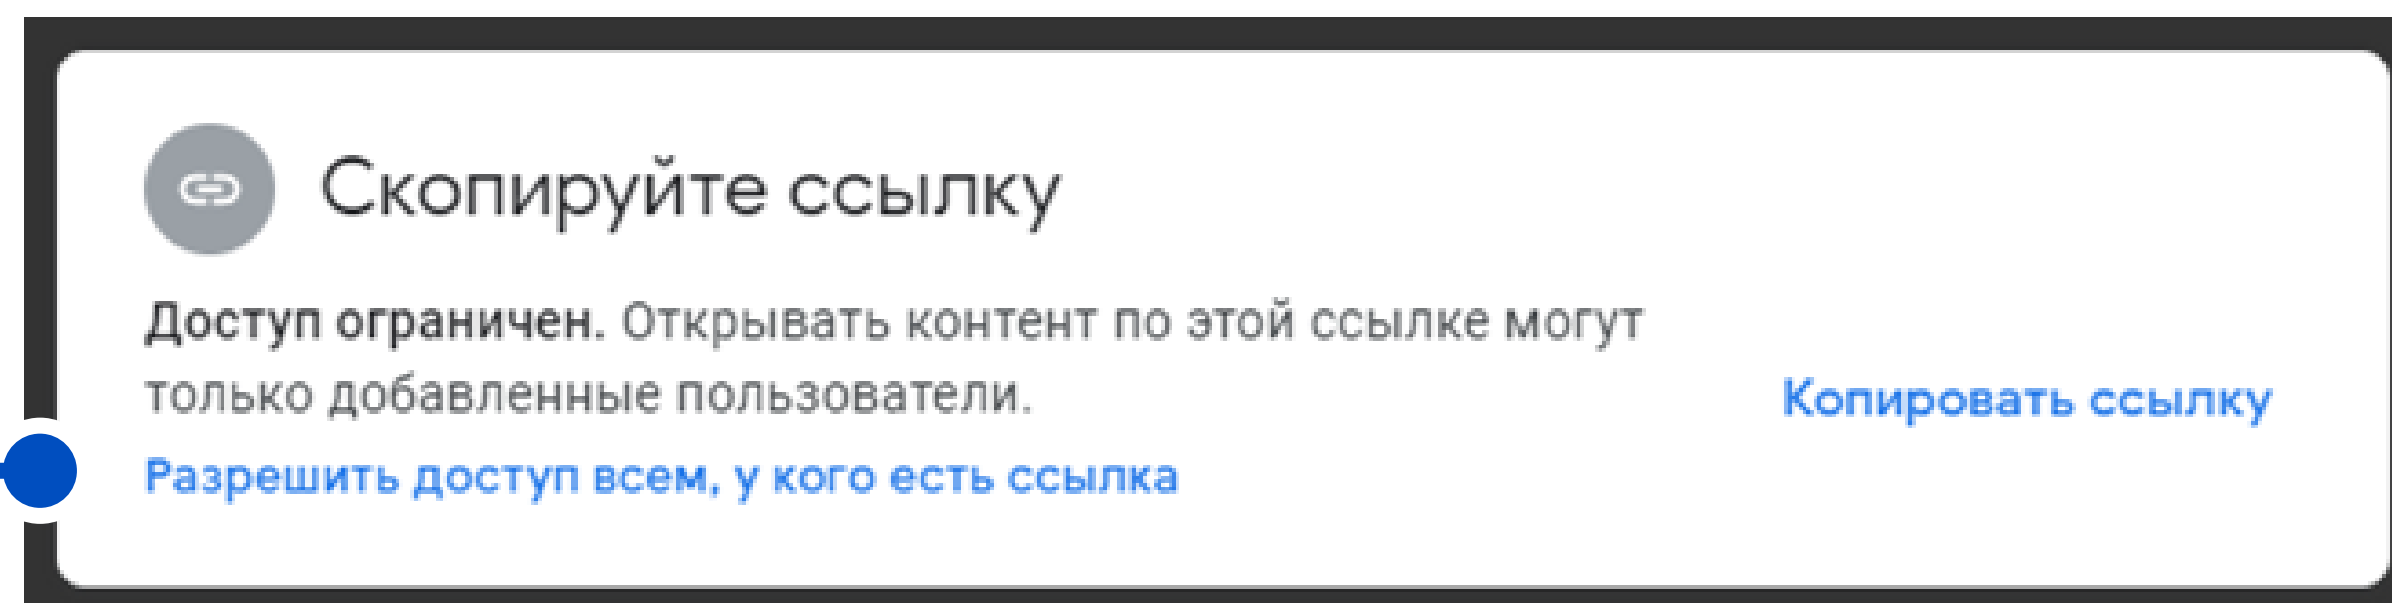 Скопируйте ссылку
Доступ ограничен. Открывать контент по этой ссылке могут
только добавленные пользователи.
Копировать ссылку
Разрешить доступ всем, у кого есть ссылка